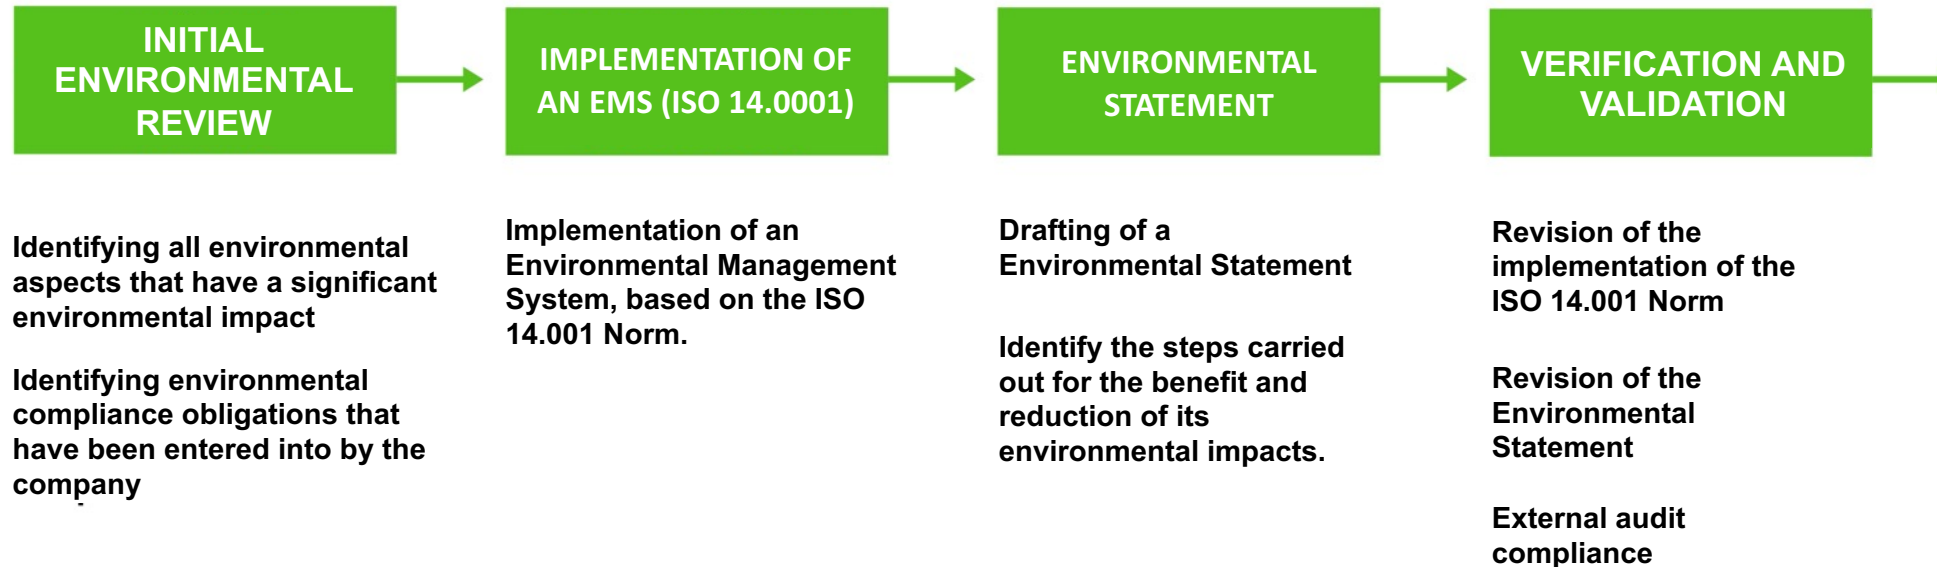 INITIAL
ENVIRONMENTAL
REVIEW
IMPLEMENTATION OF
AN EMS (ISO 14.0001)
ENVIRONMENTAL
STATEMENT
VERIFICATION AND
VALIDATION
Identifying all environmental
aspects that have a significant
environmental impact
Identifying environmental
compliance obligations that
have been entered into by the
company
Implementation of an
Environmental Management
System, based on the ISO
14.001 Norm.
Drafting of a
Environmental Statement
Identify the steps carried
out for the benefit and
reduction of its
environmental impacts.
Revision of the
implementation of the
ISO 14.001 Norm
Revision of the
Environmental
Statement
External audit
compliance